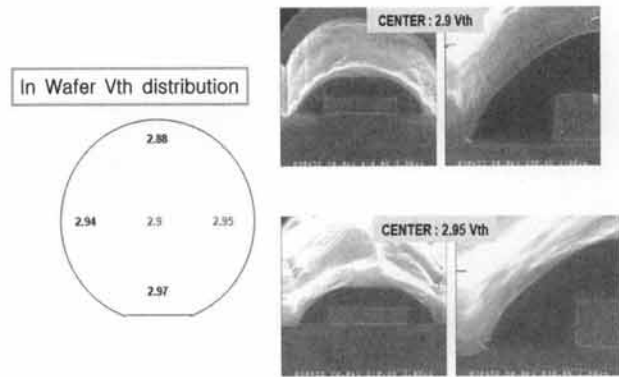 In Wafer Vth distribution
2.88
2.94 2.9 2.95
2.97
CENTER : 2.9 Vth
CENTER : 2.95 Vth